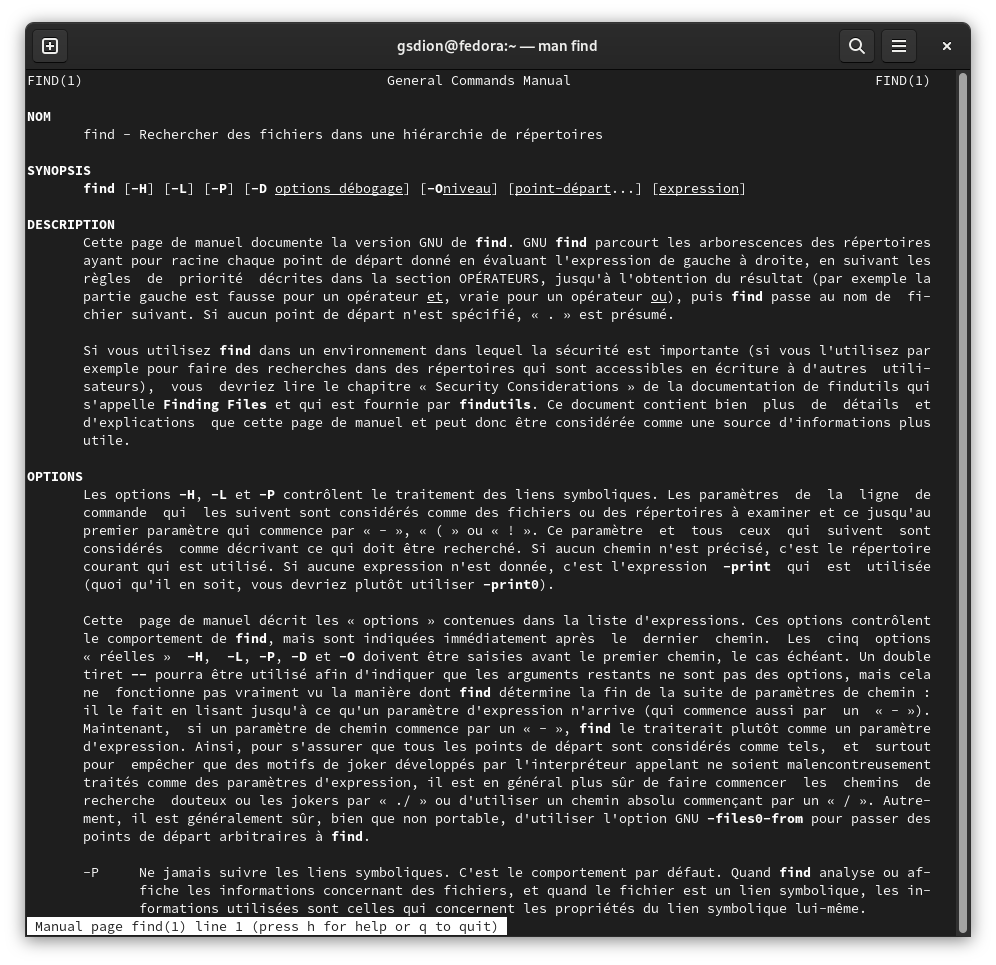 gsdion@fedora:~ — man find
FIND(1) General Commands Manual FIND(1)
NOM
find - Rechercher des fichiers dans une hiérarchie de répertoires
SYNOPSIS
find [-H] [-L] [-P] [-D options débogage] [-Oniveau] [point-départ...] [expression]
DESCRIPTION
Cette page de manuel documente la version GNU de find. GNU find parcourt les arborescences des répertoires
ayant pour racine chaque point de départ donné en évaluant l'expression de gauche à droite, en suivant les
règles de priorité décrites dans la section OPÉRATEURS, jusqu'à l'obtention du résultat (par exemple la
partie gauche est fausse pour un opérateur et, vraie pour un opérateur ou), puis find passe au nom de fi-
chier suivant. Si aucun point de départ n'est spécifié, « . » est présumé.
Si vous utilisez find dans un environnement dans lequel la sécurité est importante (si vous l'utilisez par
exemple pour faire des recherches dans des répertoires qui sont accessibles en écriture à d'autres utili-
sateurs), vous devriez lire le chapitre « Security Considerations » de la documentation de findutils qui
s'appelle Finding Files et qui est fournie par findutils. Ce document contient bien plus de détails et
d'explications que cette page de manuel et peut donc être considérée comme une source d'informations plus
utile.
OPTIONS
Les options -H, -L et -P contrôlent le traitement des liens symboliques. Les paramètres de la ligne de
commande qui les suivent sont considérés comme des fichiers ou des répertoires à examiner et ce jusqu'au
premier paramètre qui commence par « - », « ( » ou « ! ». Ce paramètre et tous ceux qui suivent sont
considérés comme décrivant ce qui doit être recherché. Si aucun chemin n'est précisé, c'est le répertoire
courant qui est utilisé. Si aucune expression n'est donnée, c'est l'expression -print qui est utilisée
(quoi qu'il en soit, vous devriez plutôt utiliser -print0).
Cette page de manuel décrit les « options » contenues dans la liste d'expressions. Ces options contrôlent
le comportement de find, mais sont indiquées immédiatement après le dernier chemin. Les cinq options
« réelles » -H, -L, -P, -D et -O doivent être saisies avant le premier chemin, le cas échéant. Un double
tiret -- pourra être utilisé afin d'indiquer que les arguments restants ne sont pas des options, mais cela
ne fonctionne pas vraiment vu la manière dont find détermine la fin de la suite de paramètres de chemin :
il le fait en lisant jusqu'à ce qu'un paramètre d'expression n'arrive (qui commence aussi par un « - »).
Maintenant, si un paramètre de chemin commence par un « - », find le traiterait plutôt comme un paramètre
d'expression. Ainsi, pour s'assurer que tous les points de départ sont considérés comme tels, et surtout
pour empêcher que des motifs de joker développés par l'interpréteur appelant ne soient malencontreusement
traités comme des paramètres d'expression, il est en général plus sûr de faire commencer les chemins de
recherche douteux ou les jokers par « ./ » ou d'utiliser un chemin absolu commençant par un « / ». Autre-
ment, il est généralement sûr, bien que non portable, d'utiliser l'option GNU -files0-from pour passer des
points de départ arbitraires à find.
-P Ne jamais suivre les liens symboliques. C'est le comportement par défaut. Quand find analyse ou af-
fiche les informations concernant des fichiers, et quand le fichier est un lien symbolique, les in-
formations utilisées sont celles qui concernent les propriétés du lien symbolique lui-même.
Manual page find(1) line 1 (press h for help or q to quit)